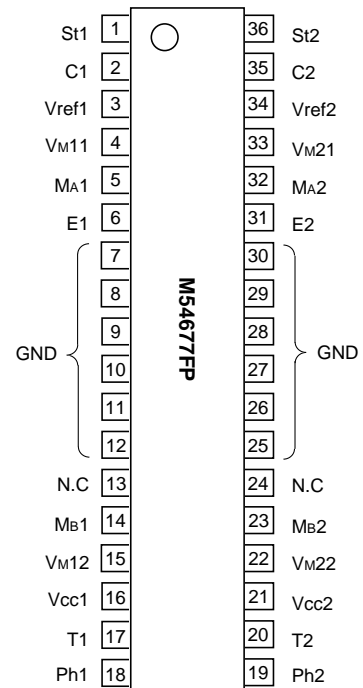 St1 1 36 St2
C1 2 35 C2
Vref1 3 34 Vref2
VM11 4 33 VM21
MA1 5 32 MA2
E1 6 31 E2
7 30
8 29
9 28
GND 10 27 GND
11 26
12 25
N.C 13 24 N.C
MB1 14 23 MB2
VM12 15 22 VM22
Vcc1 16 21 Vcc2
T1 17 20 T2
Ph1 18 19 Ph2
M54677FP